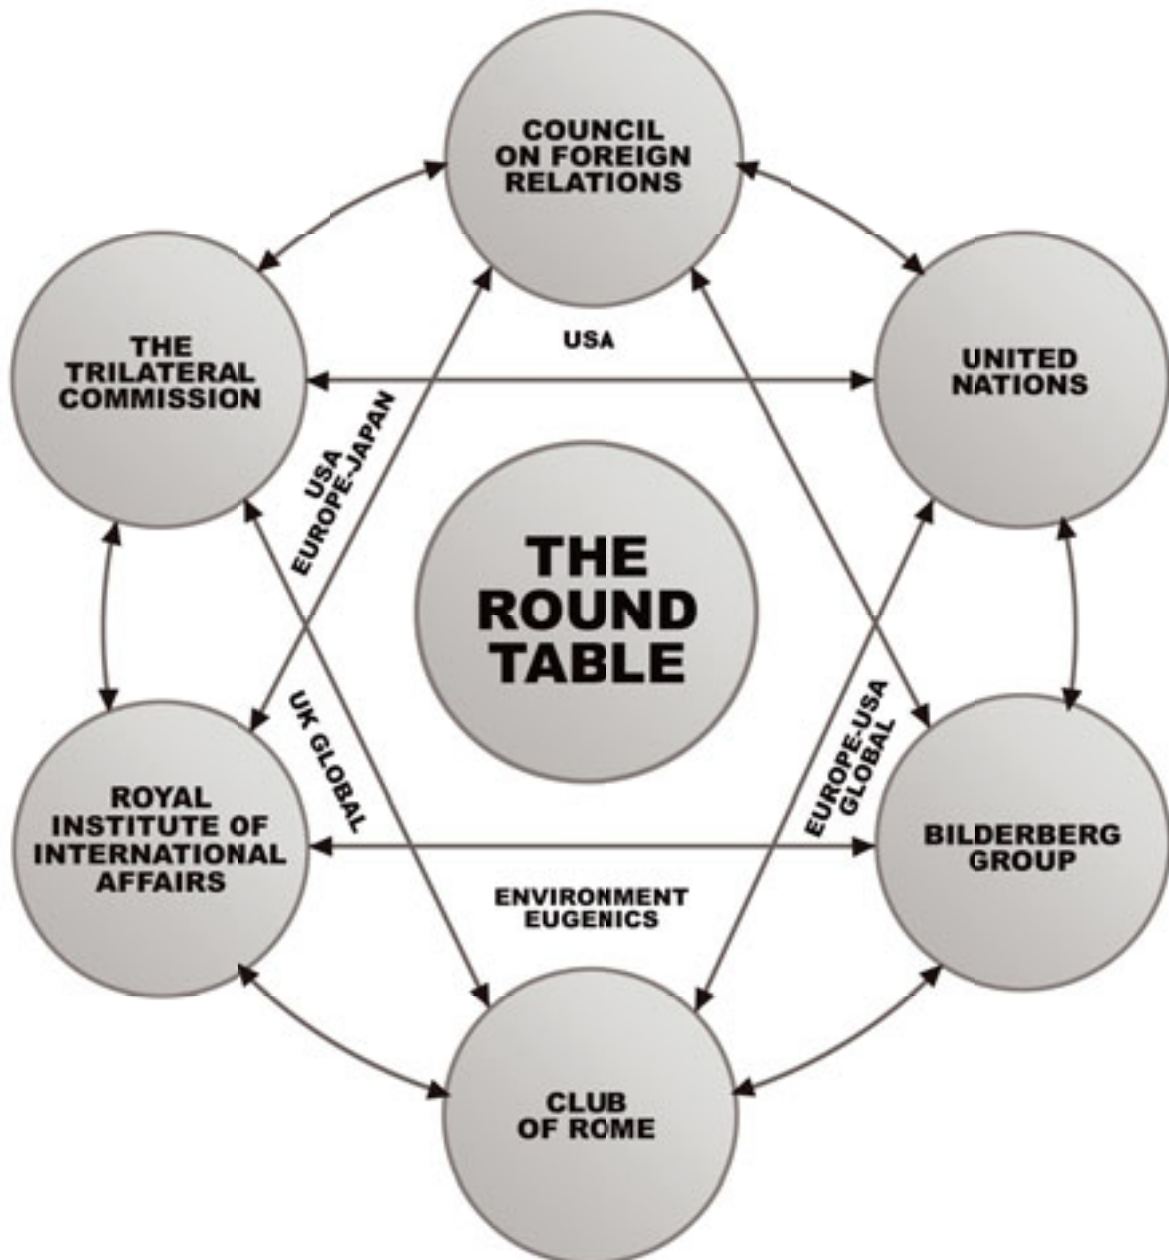 COUNCIL
ON FOREIGN
RELATIONS
USA
THE
TRILATERAL
COMMISSION
UNITED
NATIONS
USA
EUROPE-JAPAN
THE
ROUND
TABLE
UK GLOBAL
EUROPE-USA
GLOBAL
ROYAL
INSTITUTE OF
INTERNATIONAL
AFFAIRS
BILDERBERG
GROUP
ENVIRONMENT
EUGENICS
CLUB
OF ROME